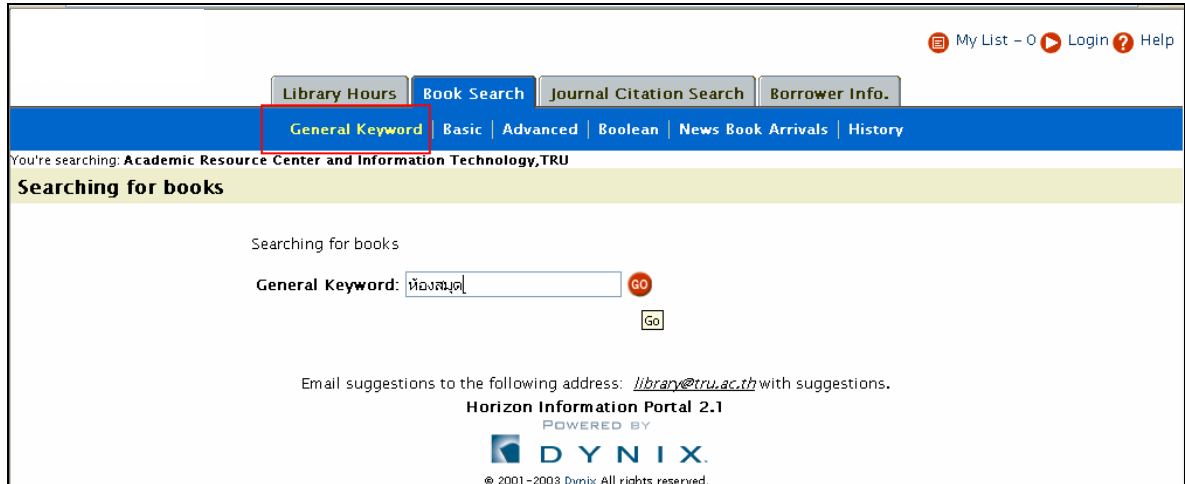 My List - 0 Login ? Help
Library Hours Book Search Journal Citation Search Borrower Info.
General Keyword | Basic | Advanced | Boolean | News Book Arrivals | History
You're searching: Academic Resource Center and Information Technology,TRU
Searching for books
Searching for books
General Keyword: ห้องสมุด GO
Go
Email suggestions to the following address: library@tru.ac.th with suggestions.
Horizon Information Portal 2.1
POWERED BY
DYNIX.
© 2001-2003 Dynix All rights reserved.